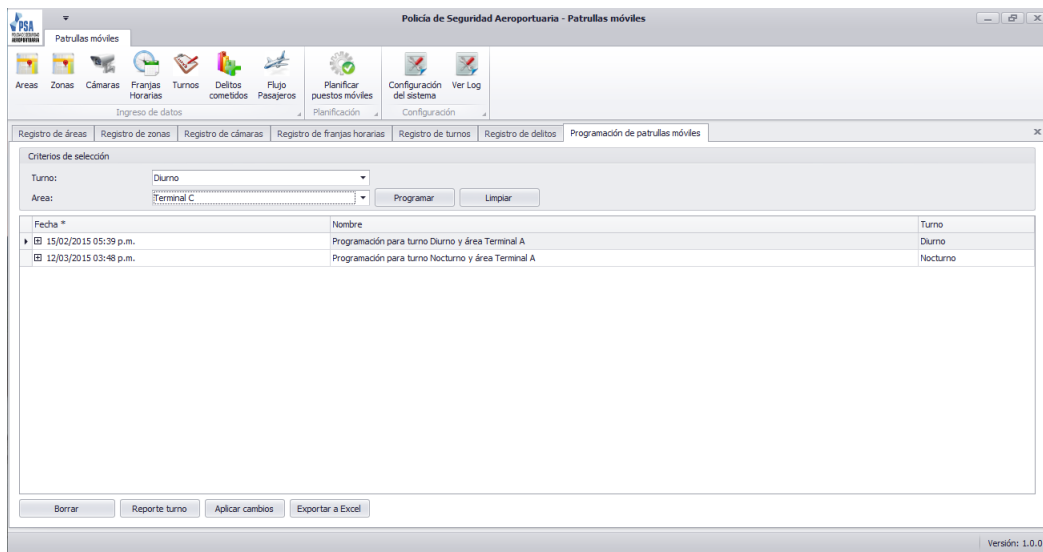 Policía de Seguridad Aeroportuaria - Patrullas móviles
PSA
Patrullas móviles
Areas Zonas Cámaras Franjas Horarias Turnos Delitos cometidos Flujo Pasajeros Planificar puestos móviles Configuración del sistema Ver Log
Ingreso de datos Planificación Configuración
Registro de áreas Registro de zonas Registro de cámaras Registro de franjas horarias Registro de turnos Registro de delitos Programación de patrullas móviles
Criterios de selección
Turno: Diurno
Area: Terminal C Programar Limpiar
Fecha * Nombre Turno
15/02/2015 05:39 p.m. Programación para turno Diurno y área Terminal A Diurno
12/03/2015 03:48 p.m. Programación para turno Nocturno y área Terminal A Nocturno
Borrar Reporte turno Aplicar cambios Exportar a Excel
Versión: 1.0.0